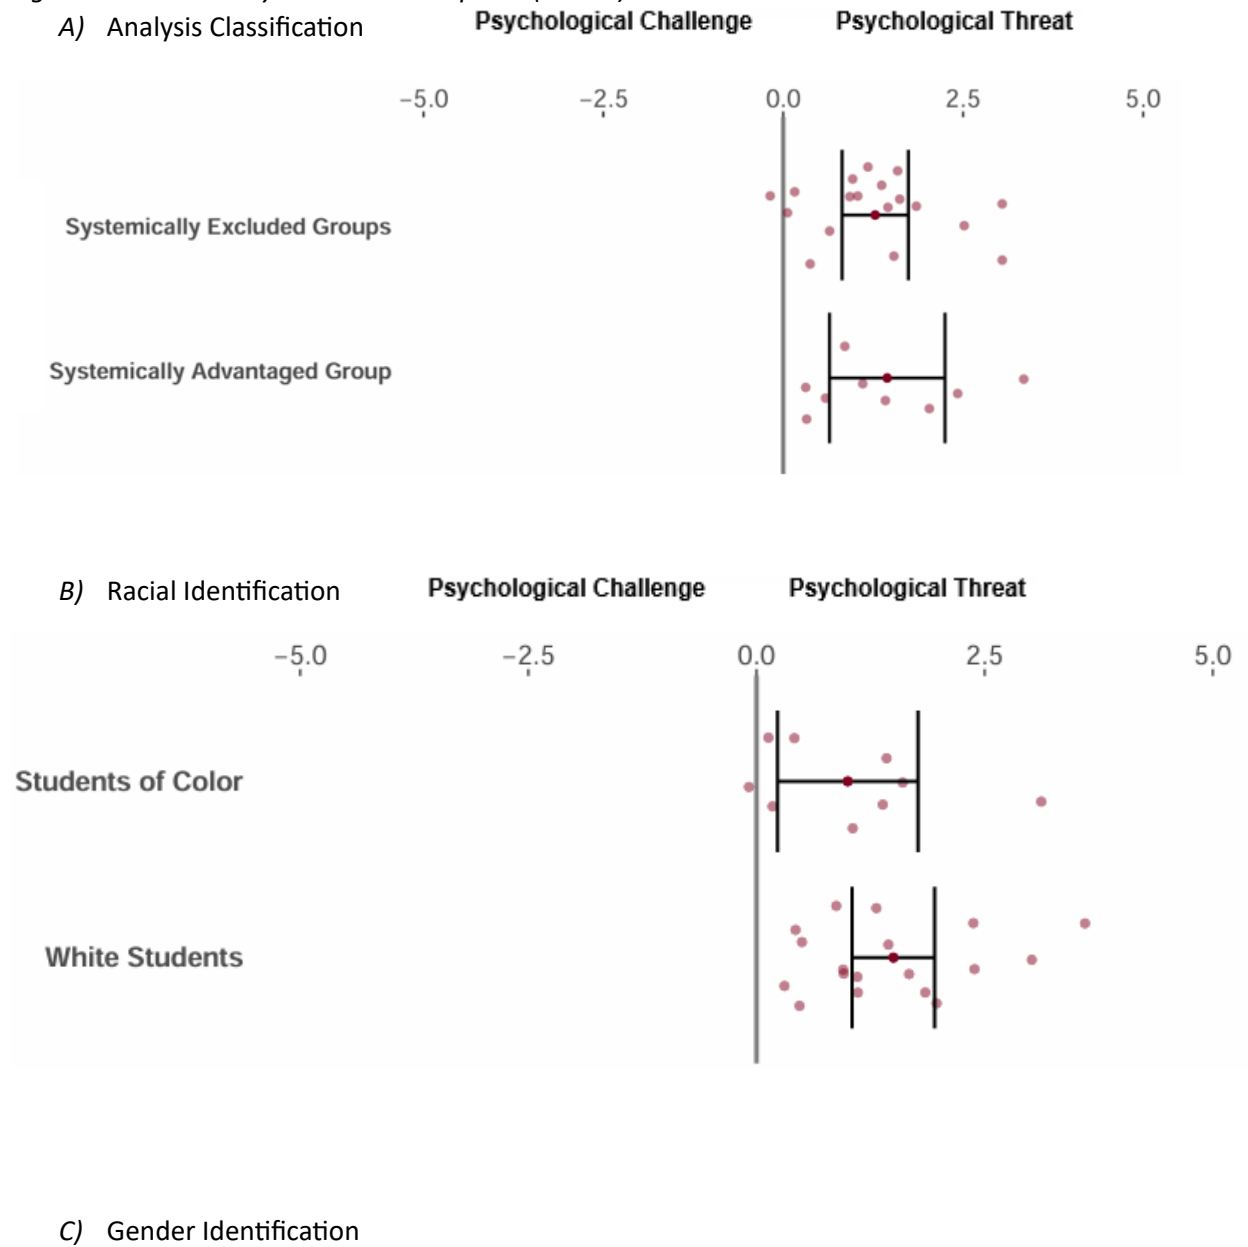 A) Analysis Classification
Psychological Challenge Psychological Threat
−5.0 −2.5 0.0 2.5 5.0
Systemically Excluded Groups
Systemically Advantaged Group
B) Racial Identification
Psychological Challenge Psychological Threat
−5.0 −2.5 0.0 2.5 5.0
Students of Color
White Students
C) Gender Identification